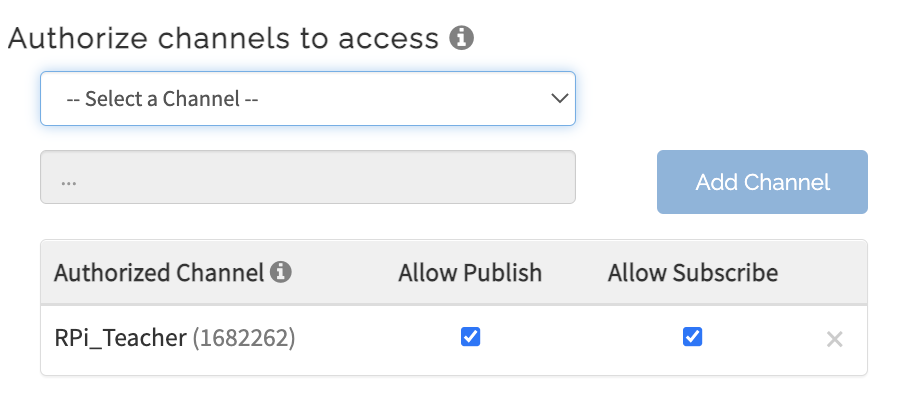 Authorize channels to access
-- Select a Channel --
...
Add Channel
Authorized Channel Allow Publish Allow Subscribe
RPi_Teacher (1682262)